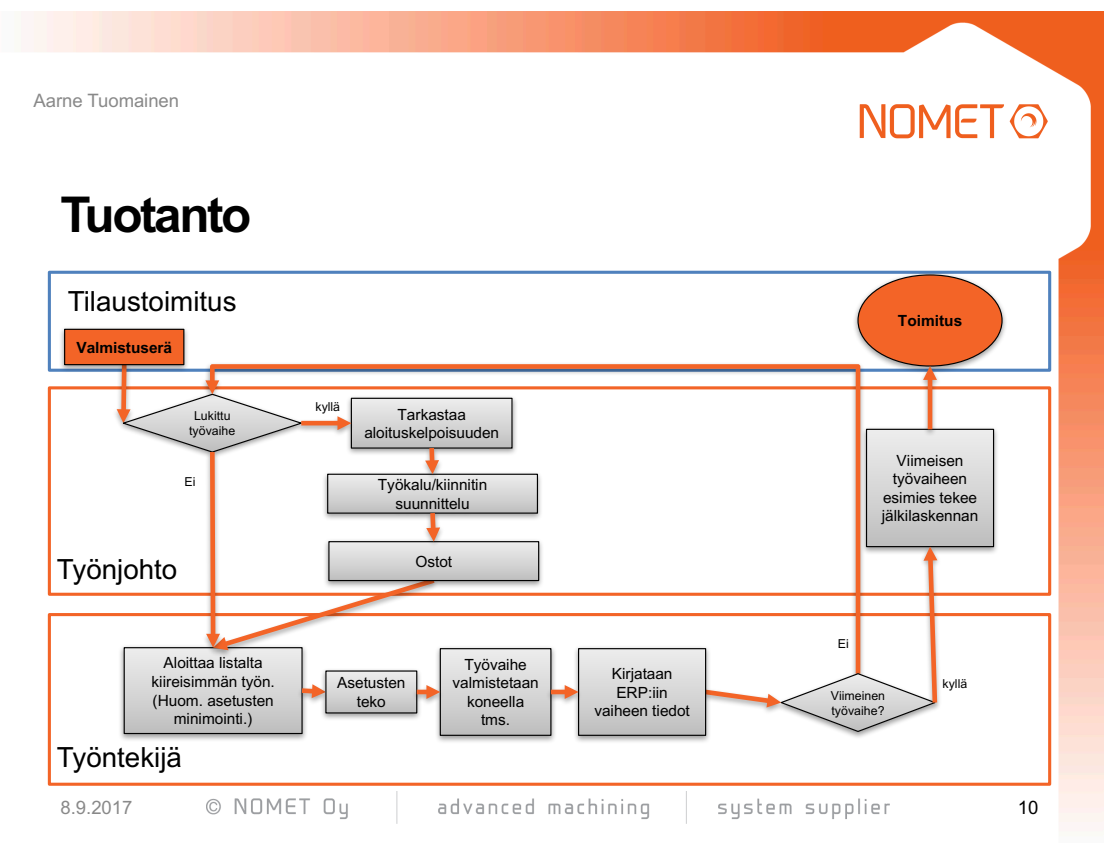 Aarne Tuomainen
NOMET
Tuotanto
Tilaustoimitus
Valmistuserä
Toimitus
Lukittu
työvaihe
kyllä
Tarkastaa
aloituskelpoisuuden
Ei
Työkalu/kiinnitin
suunnittelu
Ostot
Viimeisen
työvaiheen
esimies tekee
jälkilaskennan
Työnjohto
Aloittaa listalta
kiireisimmän työn.
(Huom. asetusten
minimointi.)
Asetusten
teko
Työvaihe
valmistetaan
koneella
tms.
Kirjataan
ERP:iin
vaiheen tiedot
Ei
Viimeinen
työvaihe?
kyllä
Työntekijä
8.9.2017
© NOMET Oy
advanced machining
system supplier
10